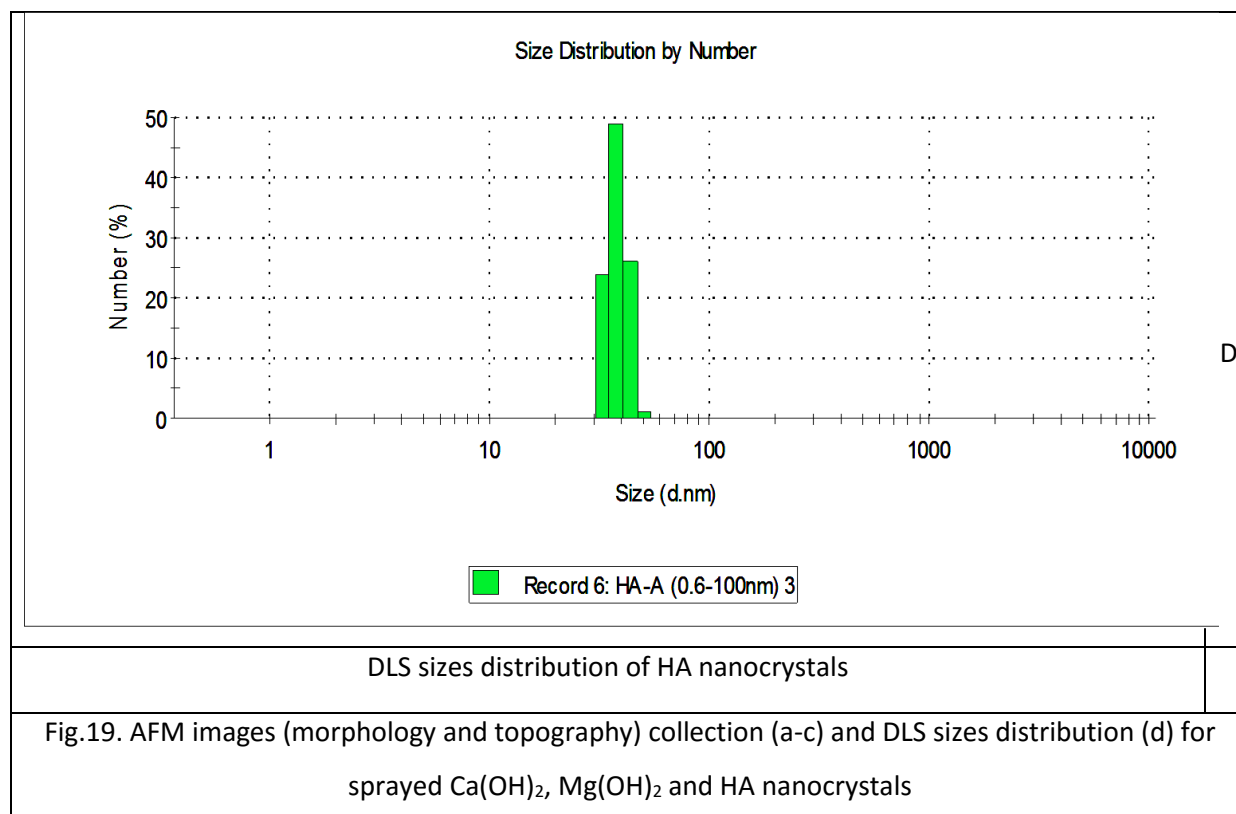 Size Distribution by Number
50
40
30
20
10
0
Number (%)
1 10 100 1000 10000
Size (d.nm)
Record 6: HA-A (0.6-100nm) 3
D
DLS sizes distribution of HA nanocrystals
Fig.19. AFM images (morphology and topography) collection (a-c) and DLS sizes distribution (d) for
sprayed Ca(OH)₂, Mg(OH)₂ and HA nanocrystals